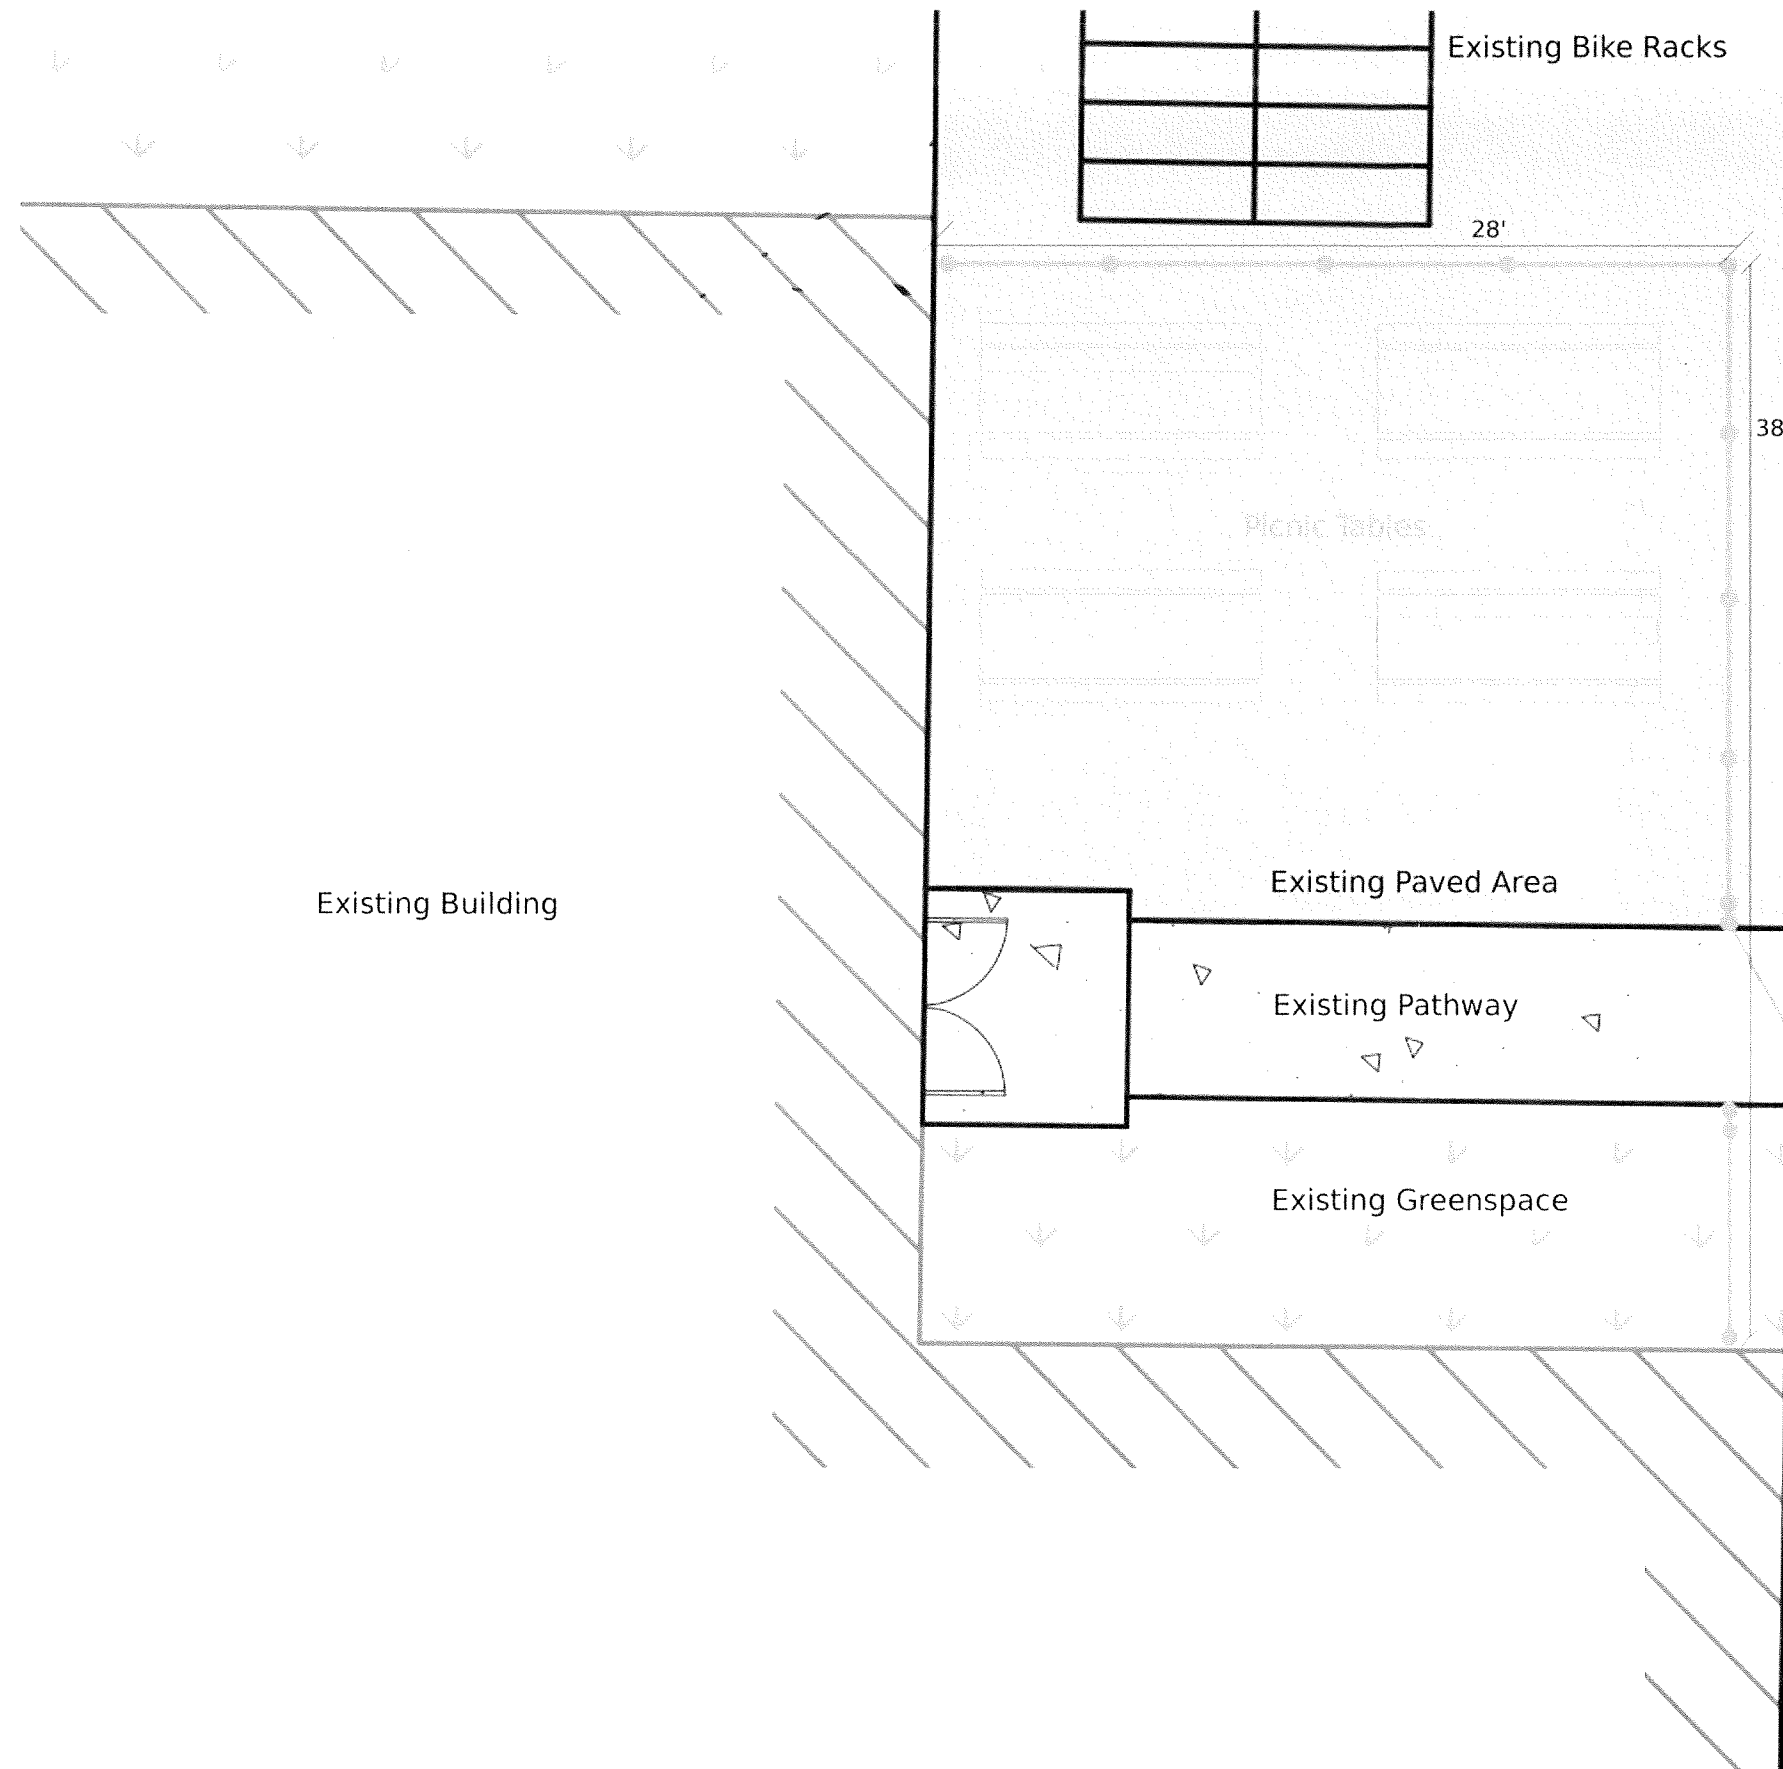 Existing Bike Racks
28'
38
Picnic Tables
Existing Paved Area
Existing Building
Existing Pathway
Existing Greenspace